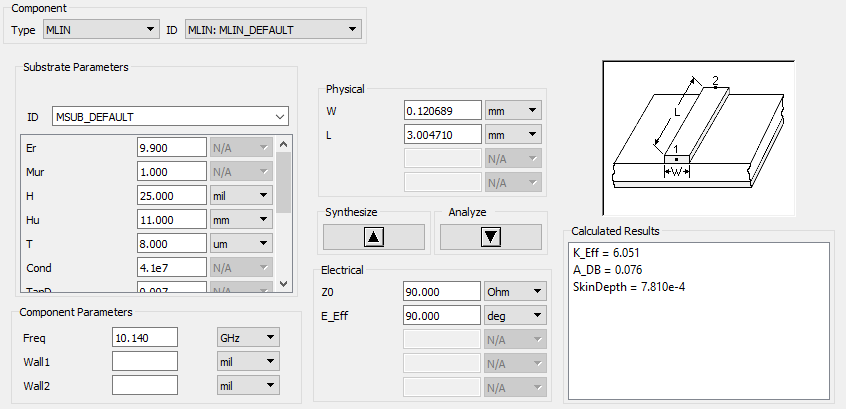 Component
Type MLIN ID MLIN: MLIN_DEFAULT
Substrate Parameters
ID MSUB_DEFAULT
Er 9.900 N/A
Mur 1.000 N/A
H 25.000 mil
Hu 11.000 mm
T 8.000 um
Cond 4.1e7 N/A
TanD 0.007 N/A
Component Parameters
Freq 10.140 GHz
Wall1 mil
Wall2 mil
Physical
W 0.120689 mm
L 3.004710 mm
N/A
N/A
Synthesize
Analyze
Electrical
Z0 90.000 Ohm
E_Eff 90.000 deg
N/A
N/A
N/A
2
L
1
W
Calculated Results
K_Eff = 6.051
A_DB = 0.076
SkinDepth = 7.810e-4